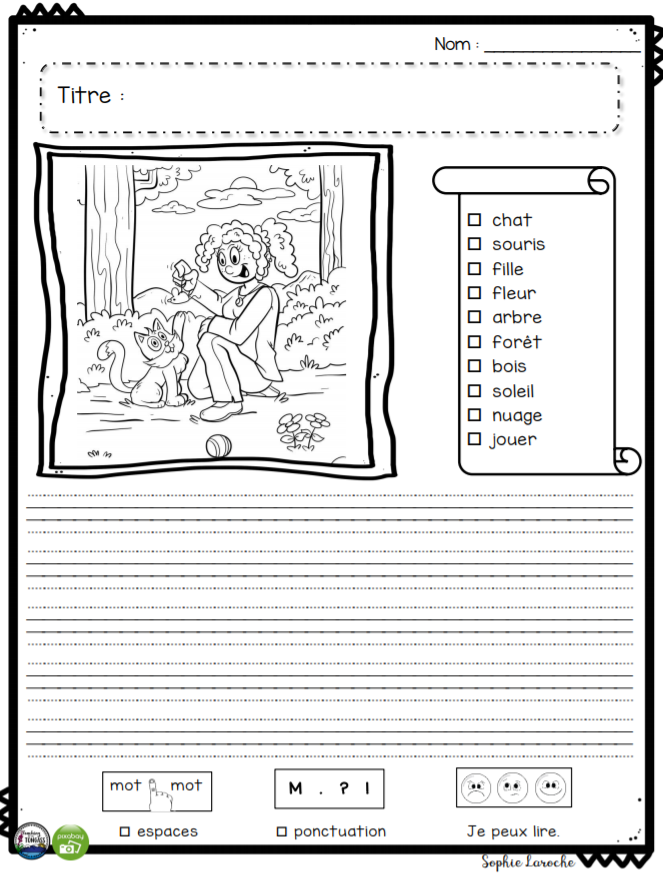 Nom :
Titre :
chat
souris
fille
fleur
arbre
forêt
bois
soleil
nuage
jouer
mot mot
M . ? !
espaces
ponctuation
Je peux lire.
pixabay
Sophie Laroche